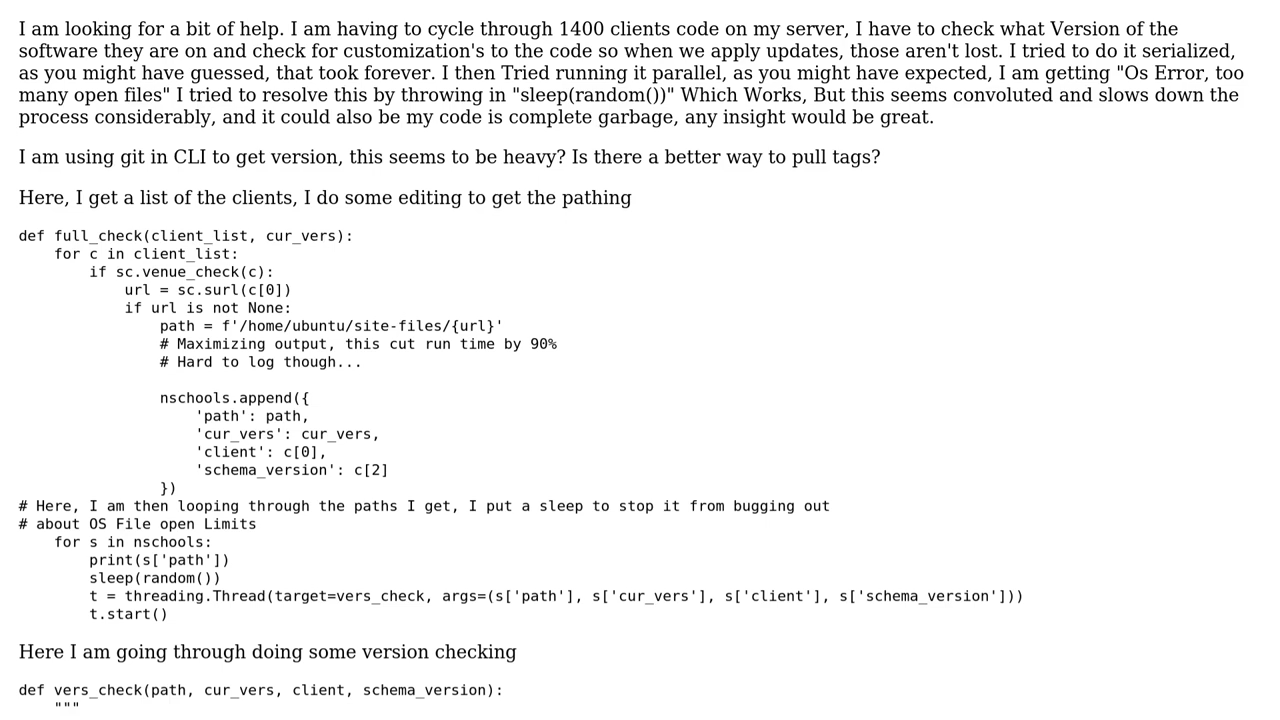 I am looking for a bit of help. I am having to cycle through 1400 clients code on my server, I have to check what Version of the
software they are on and check for customization's to the code so when we apply updates, those aren't lost. I tried to do it serialized,
as you might have guessed, that took forever. I then Tried running it parallel, as you might have expected, I am getting "Os Error, too
many open files" I tried to resolve this by throwing in "sleep(random())" Which Works, But this seems convoluted and slows down the
process considerably, and it could also be my code is complete garbage, any insight would be great.
I am using git in CLI to get version, this seems to be heavy? Is there a better way to pull tags?
Here, I get a list of the clients, I do some editing to get the pathing
def full_check(client_list, cur_vers):
    for c in client_list:
        if sc.venue_check(c):
            url = sc.surl(c[0])
            if url is not None:
                path = f'/home/ubuntu/site-files/{url}'
                # Maximizing output, this cut run time by 90%
                # Hard to log though...
                nschools.append({
                    'path': path,
                    'cur_vers': cur_vers,
                    'client': c[0],
                    'schema_version': c[2]
                })
# Here, I am then looping through the paths I get, I put a sleep to stop it from bugging out
# about OS File open Limits
    for s in nschools:
        print(s['path'])
        sleep(random())
        t = threading.Thread(target=vers_check, args=(s['path'], s['cur_vers'], s['client'], s['schema_version']))
        t.start()
Here I am going through doing some version checking
def vers_check(path, cur_vers, client, schema_version):
    """